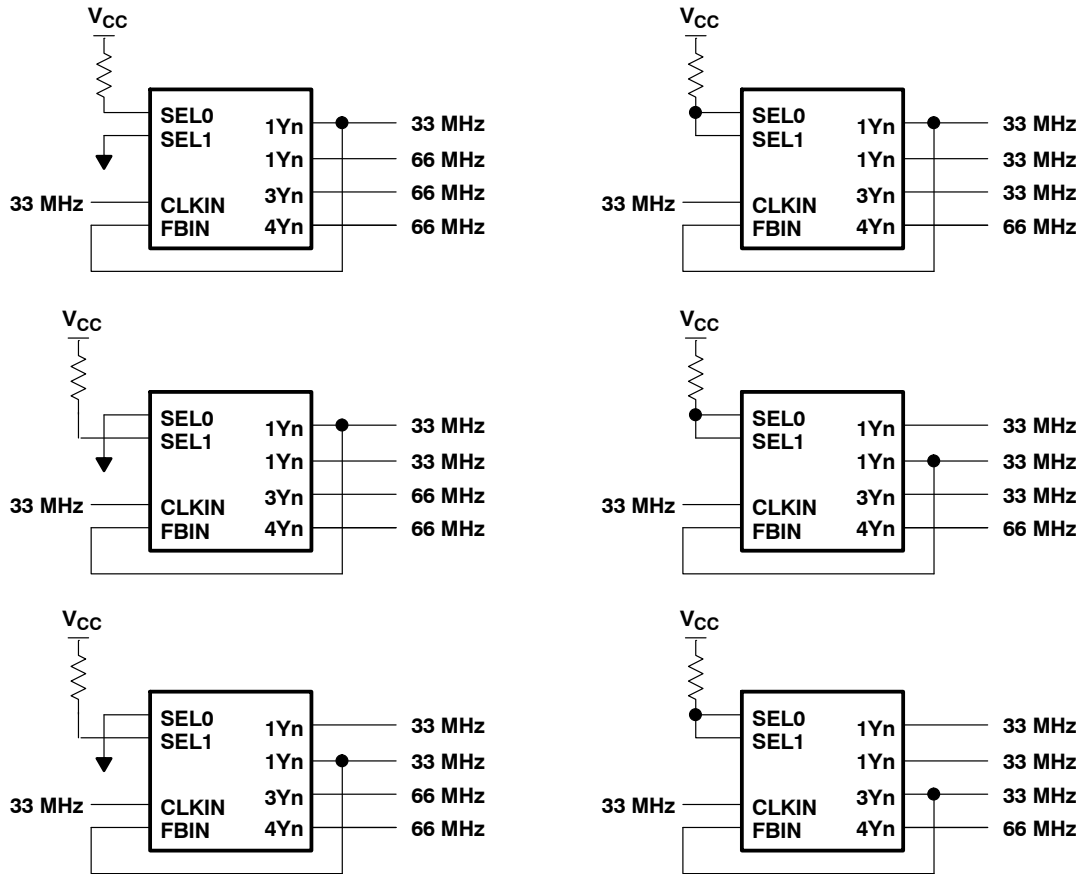 VCC
SEL0
SEL1
33 MHz
CLKIN
FBIN
1Yn
33 MHz
1Yn
66 MHz
3Yn
66 MHz
4Yn
66 MHz
VCC
SEL0
SEL1
33 MHz
CLKIN
FBIN
1Yn
33 MHz
1Yn
33 MHz
3Yn
33 MHz
4Yn
66 MHz
VCC
SEL0
SEL1
33 MHz
CLKIN
FBIN
1Yn
33 MHz
1Yn
33 MHz
3Yn
66 MHz
4Yn
66 MHz
VCC
SEL0
SEL1
33 MHz
CLKIN
FBIN
1Yn
33 MHz
1Yn
33 MHz
3Yn
33 MHz
4Yn
66 MHz
VCC
SEL0
SEL1
33 MHz
CLKIN
FBIN
1Yn
33 MHz
1Yn
33 MHz
3Yn
66 MHz
4Yn
66 MHz
VCC
SEL0
SEL1
33 MHz
CLKIN
FBIN
1Yn
33 MHz
1Yn
33 MHz
3Yn
33 MHz
4Yn
66 MHz